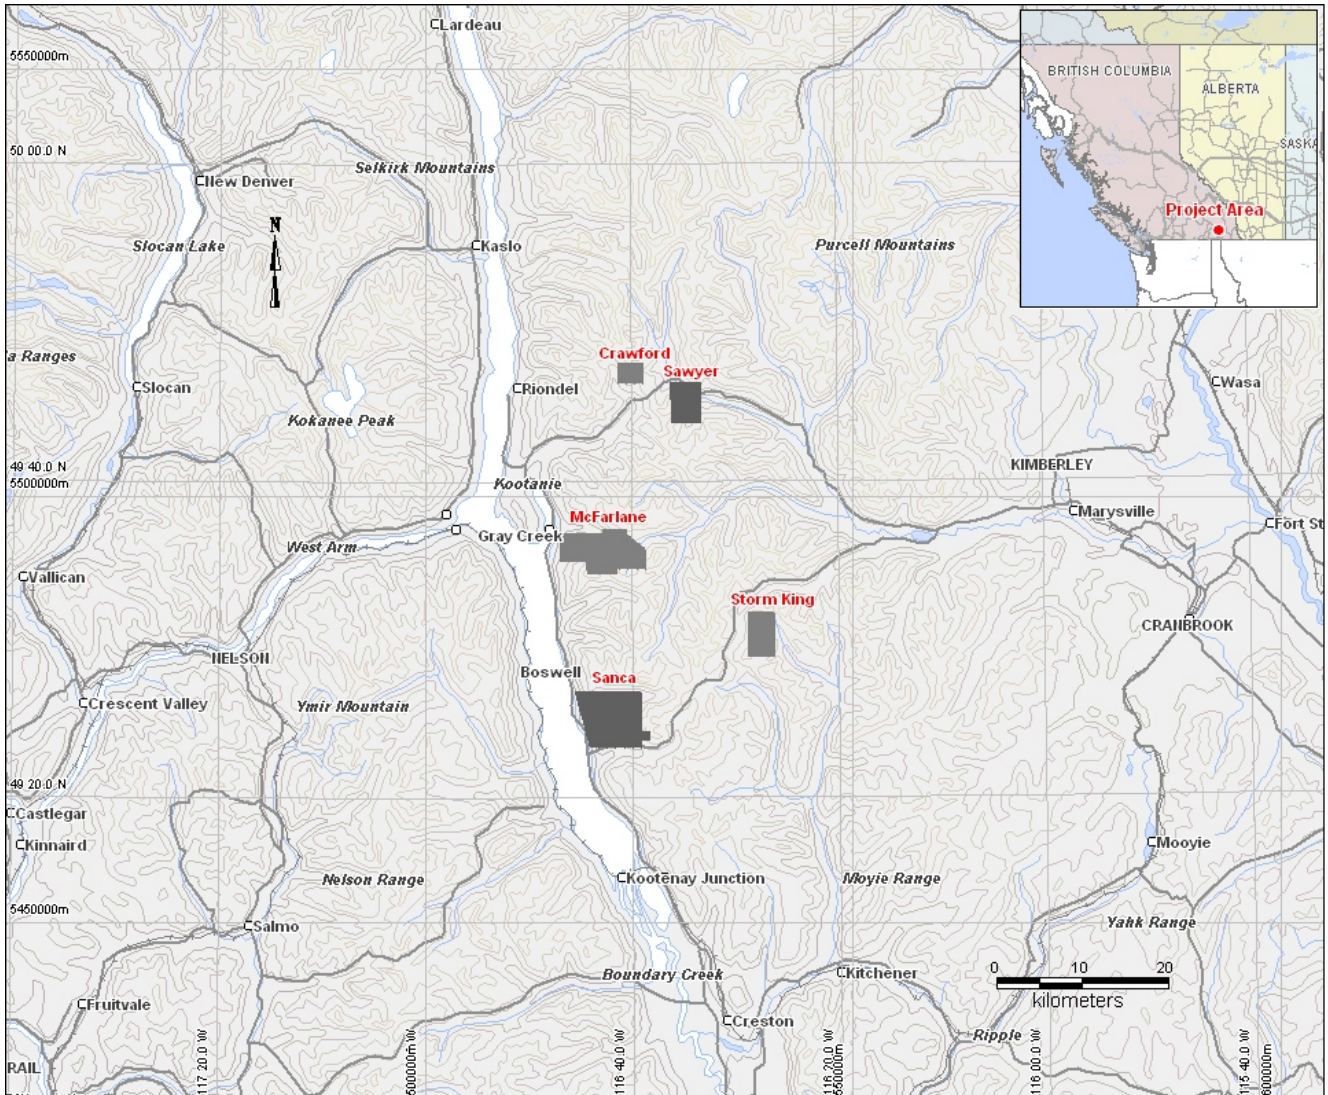 Lardeau
5550000m
BRITISH COLUMBIA
ALBERTA
SASKA
50 00.0 N
Selkirk Mountains
New Denver
Project Area
N
Slocan Lake
Kaslo
Purcell Mountains
a Ranges
Crawford
Sawyer
Slocan
Riondel
Wasa
Kokanee Peak
49 40.0 N
KIMBERLEY
5500000m
Kootanie
Marysville
McFarlane
Fort St
Gray Creek
West Arm
Vallican
Storm King
CRANBROOK
NELSON
Boswell
Sanca
Crescent Valley
Ymir Mountain
49 20.0 N
Castlegar
Kinnaird
Mooyie
Nelson Range
Kootenay Junction
Moyie Range
5450000m
Salmo
Yahk Range
0 10 20
kilometers
Boundary Creek
Kitchener
Fruitvale
Creston
Ripple
RAIL
117 20.0 W
500000m
116 40.0 W
116 20.0 W
550000m
116 00.0 W
115 40.0 W
600000m